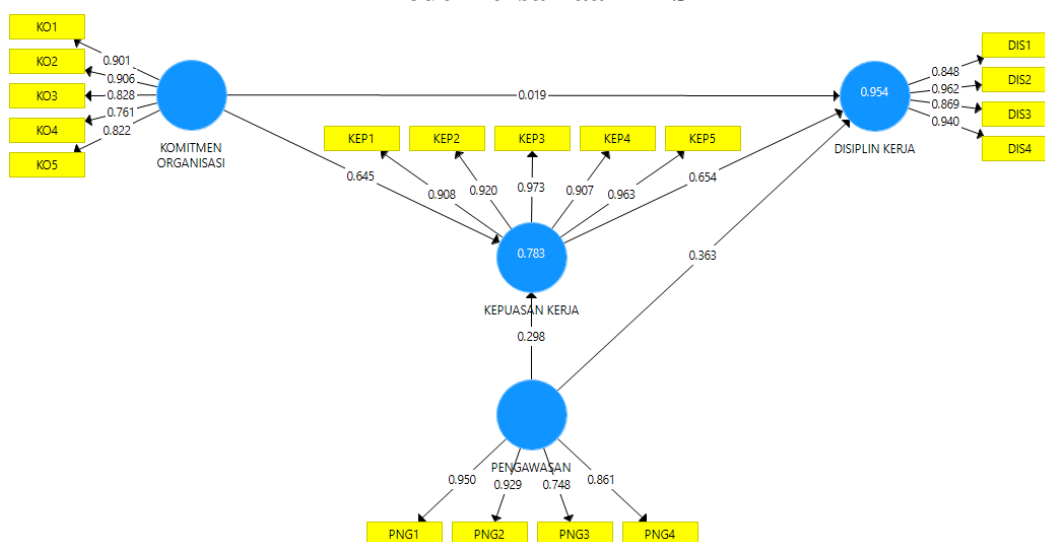 KO1
KO2
KO3
KO4
KO5
0.901
0.906
0.828
0.761
0.822
KOMITMEN
ORGANISASI
0.019
0.645
KEP1
KEP2
KEP3
KEP4
KEP5
0.908
0.920
0.973
0.907
0.963
0.783
KEPUASAN KERJA
0.654
0.363
0.298
0.954
DISIPLIN KERJA
0.848
0.962
0.869
0.940
DIS1
DIS2
DIS3
DIS4
PENGAWASAN
0.950
0.929
0.748
0.861
PNG1
PNG2
PNG3
PNG4